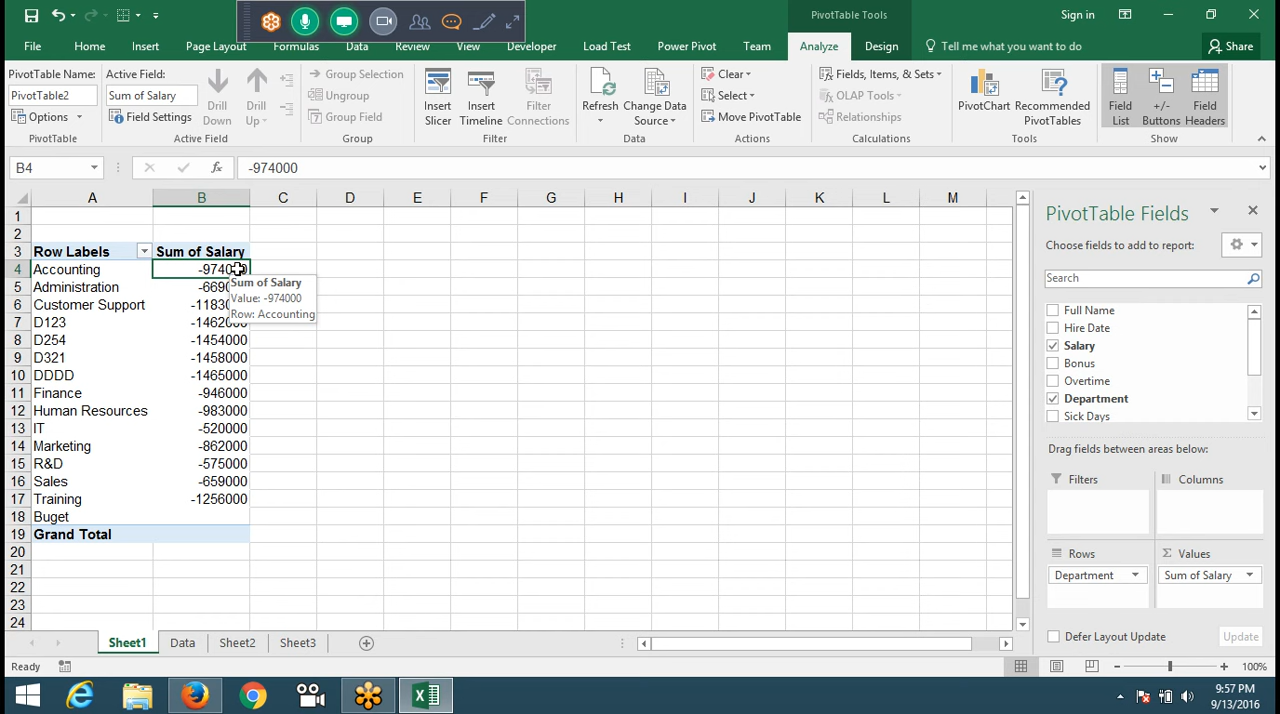 PivotTable Tools
Sign in
File Home Insert Page Layout Formulas Data Review View Developer Load Test Power Pivot Team Analyze Design Tell me what you want to do Share
PivotTable Name:
PivotTable2
Options
PivotTable
Active Field:
Sum of Salary
Field Settings
Drill Down
Drill Up
Active Field
Group Selection
Ungroup
Group Field
Group
Insert Slicer
Insert Timeline
Filter Connections
Filter
Refresh
Change Data Source
Data
Clear
Select
Move PivotTable
Actions
Fields, Items, & Sets
OLAP Tools
Relationships
Calculations
PivotChart
Recommended PivotTables
Tools
Field List
+/- Buttons
Field Headers
Show
B4 fx -974000
A B C D E F G H I J K L M
1
2
3 Row Labels Sum of Salary
4 Accounting
5 Administration
6 Customer Support
7 D123
8 D254 -1454000
9 D321 -1458000
10 DDDD -1465000
11 Finance -946000
12 Human Resources -983000
13 IT -520000
14 Marketing -862000
15 R&D -575000
16 Sales -659000
17 Training -1256000
18 Buget
19 Grand Total
20
21
22
23
24
Sum of Salary
Value: -974000
Row: Accounting
PivotTable Fields
Choose fields to add to report:
Search
Full Name
Hire Date
Salary
Bonus
Overtime
Department
Sick Days
Drag fields between areas below:
Filters
Columns
Rows
Department
Σ Values
Sum of Salary
Defer Layout Update
Update
Sheet1 Data Sheet2 Sheet3
Ready
100%
9:57 PM
9/13/2016